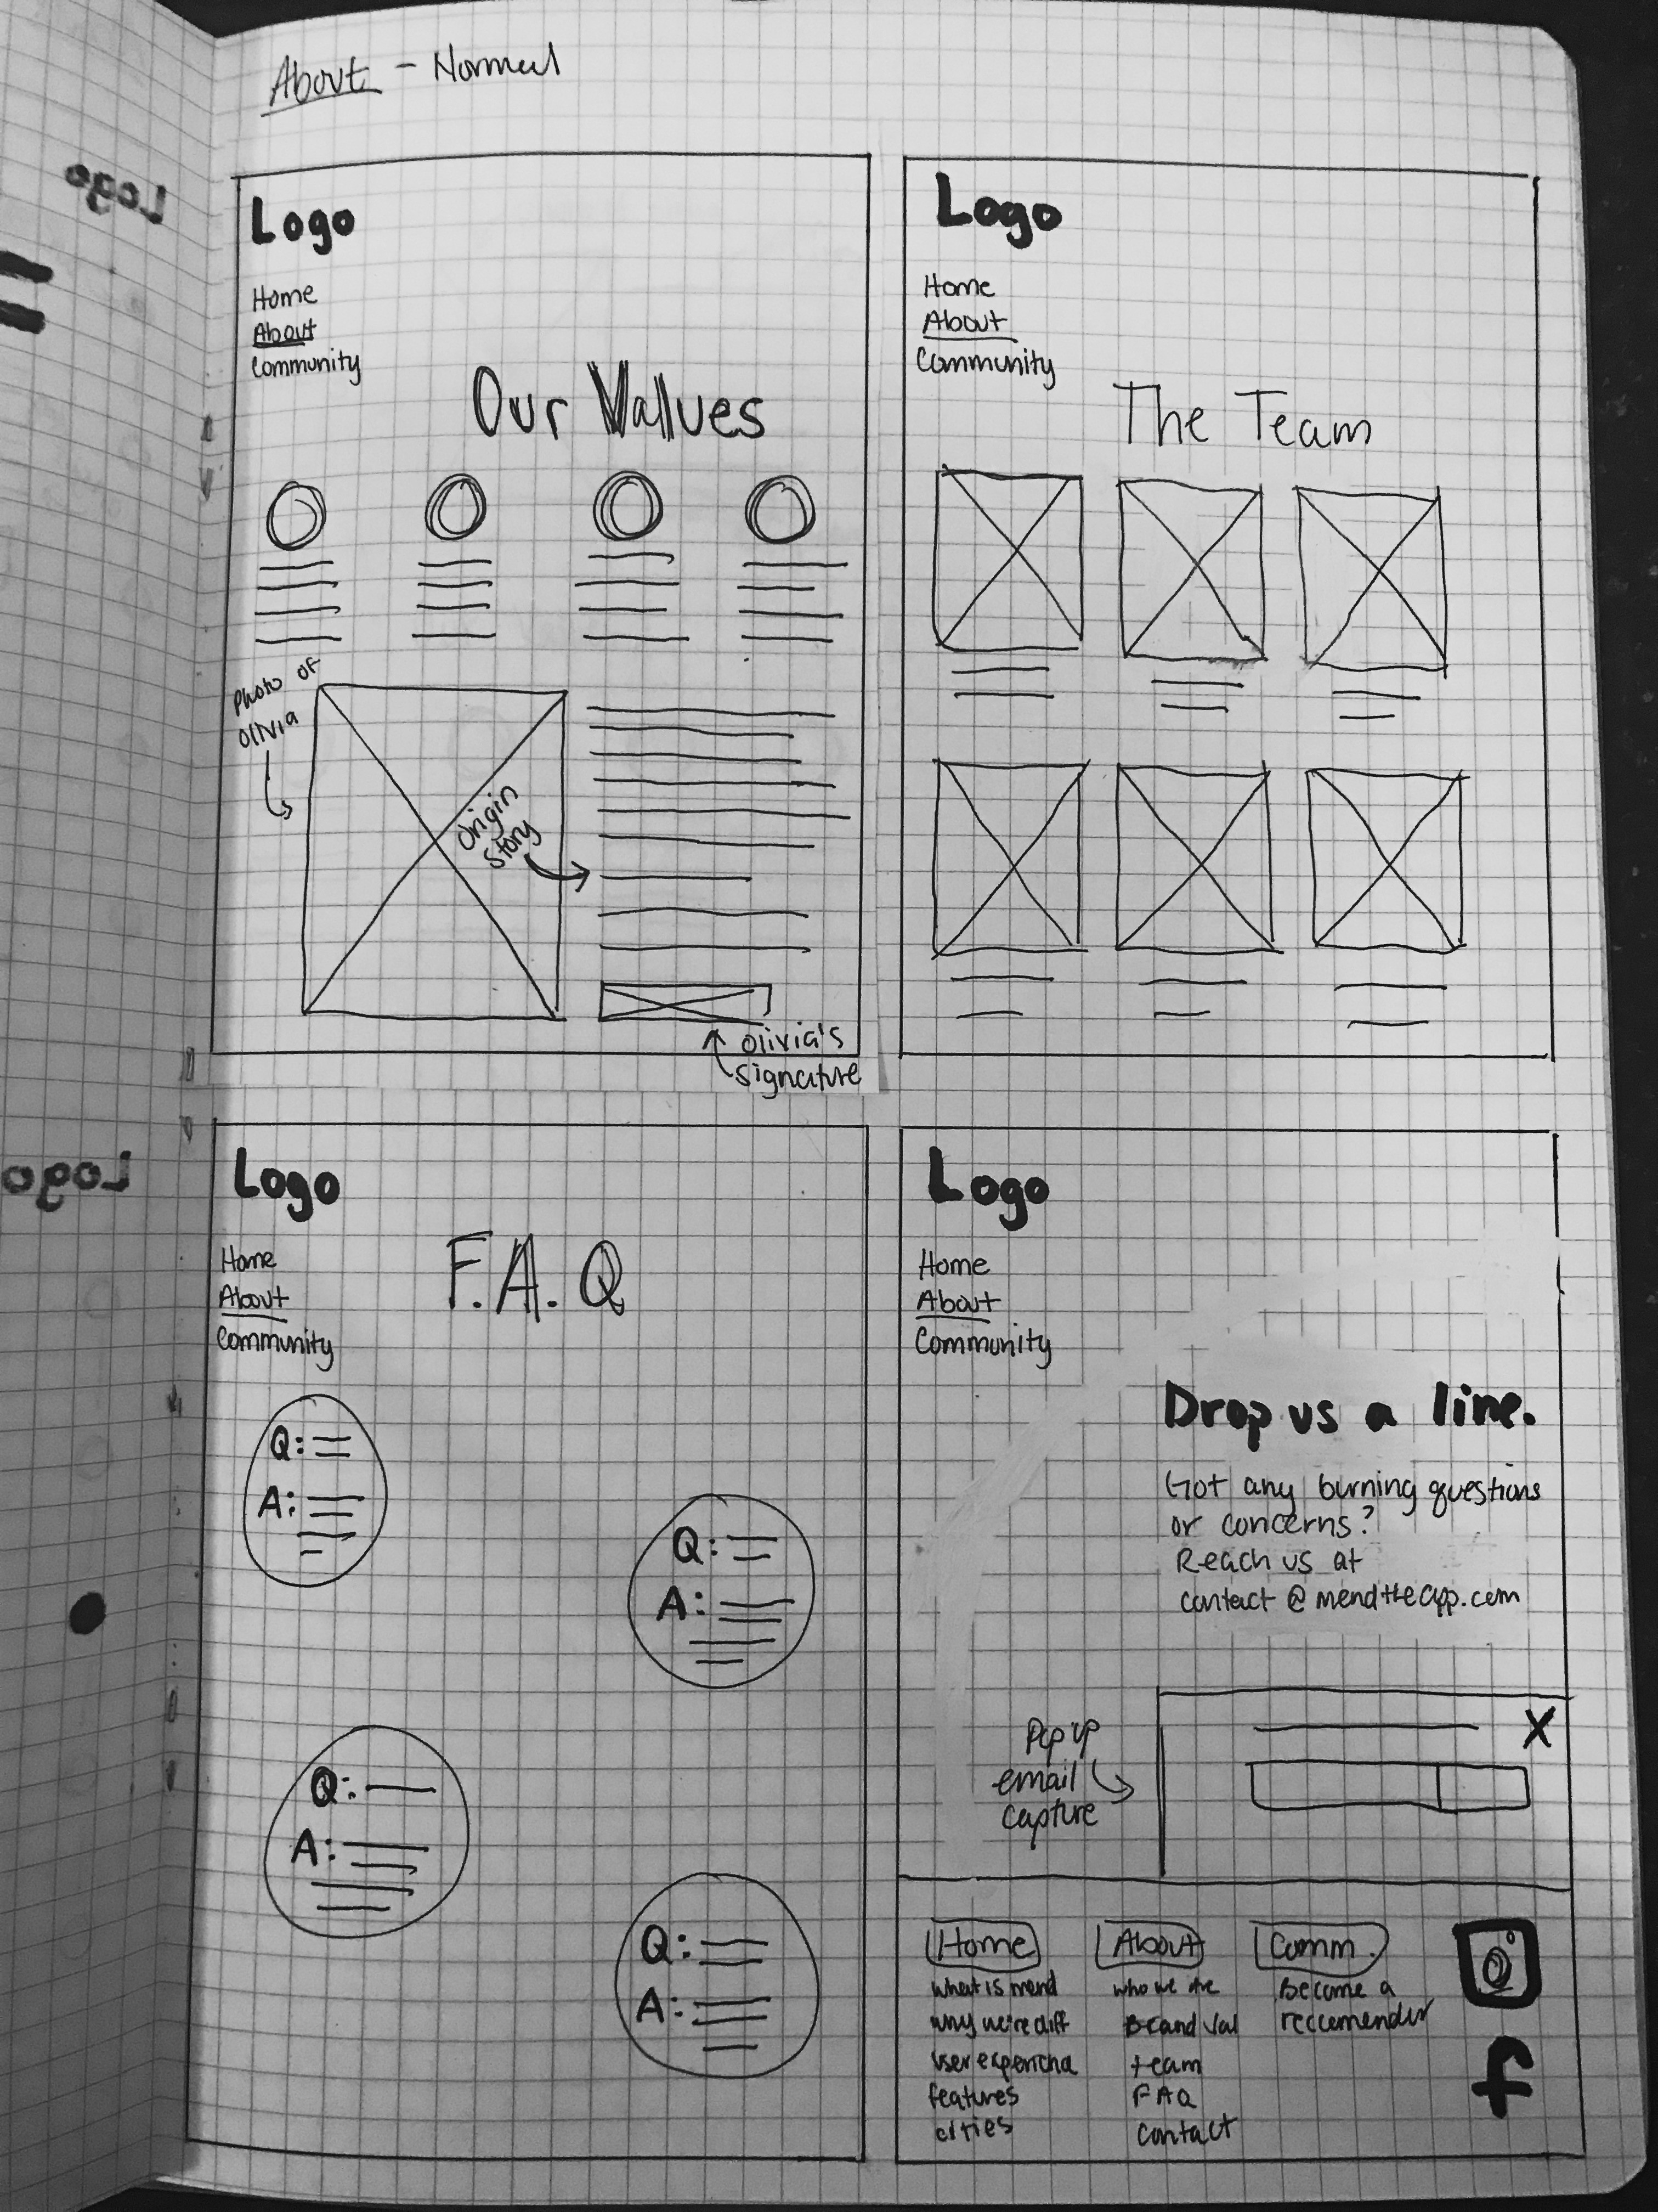 About - Normal
Logo
Home
About
Community
Our Values
Photo of
olivia
origin
story
olivia's
signature
Logo
Home
About
Community
The Team
Logo
Home
About
Community
F.A.Q
Q:
A:
Q:
A:
Q:
A:
Q:
A:
Logo
Home
About
Community
Drop us a line.
Got any burning questions
or concerns?
Reach us at
contact@mendtheapp.com
Pop up
email
capture
X
Home
what is mend
why we're diff
features
cities
About
who we are
Brand Val
team
FAQ
Contact
Comm.
Become a
reccomender
f
Logo
Logo